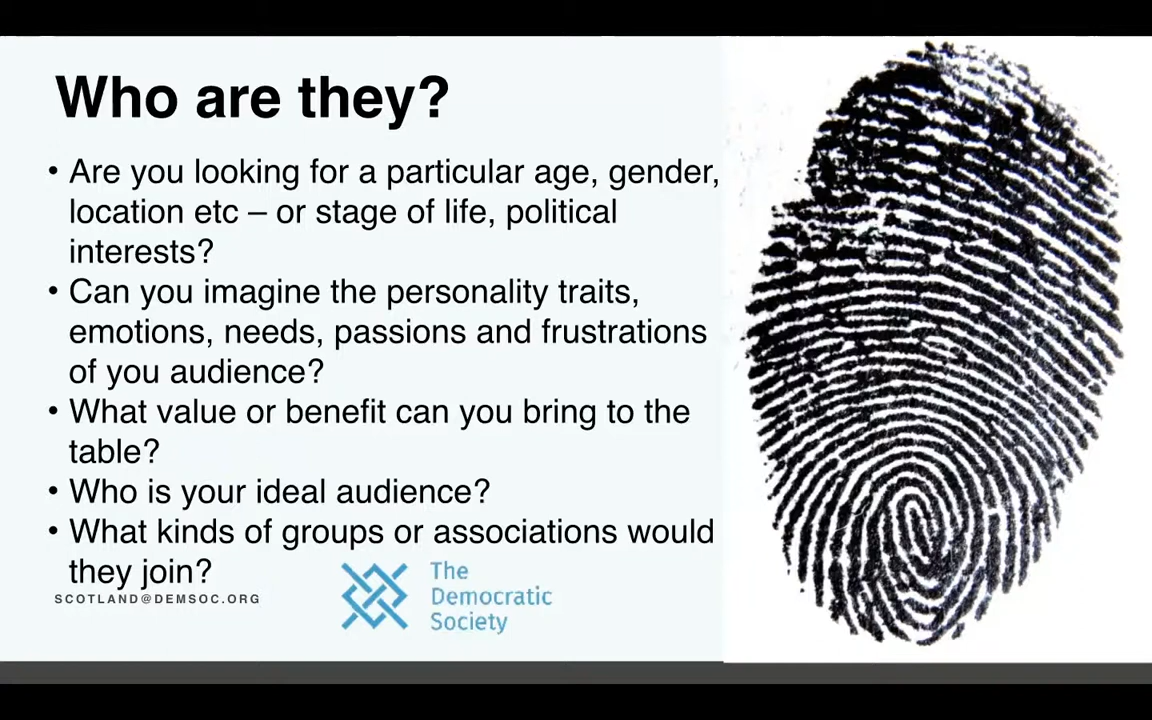 Who are they?
• Are you looking for a particular age, gender,
location etc – or stage of life, political
interests?
• Can you imagine the personality traits,
emotions, needs, passions and frustrations
of you audience?
• What value or benefit can you bring to the
table?
• Who is your ideal audience?
• What kinds of groups or associations would
they join?
SCOTLAND@DEMSOC.ORG
The
Democratic
Society